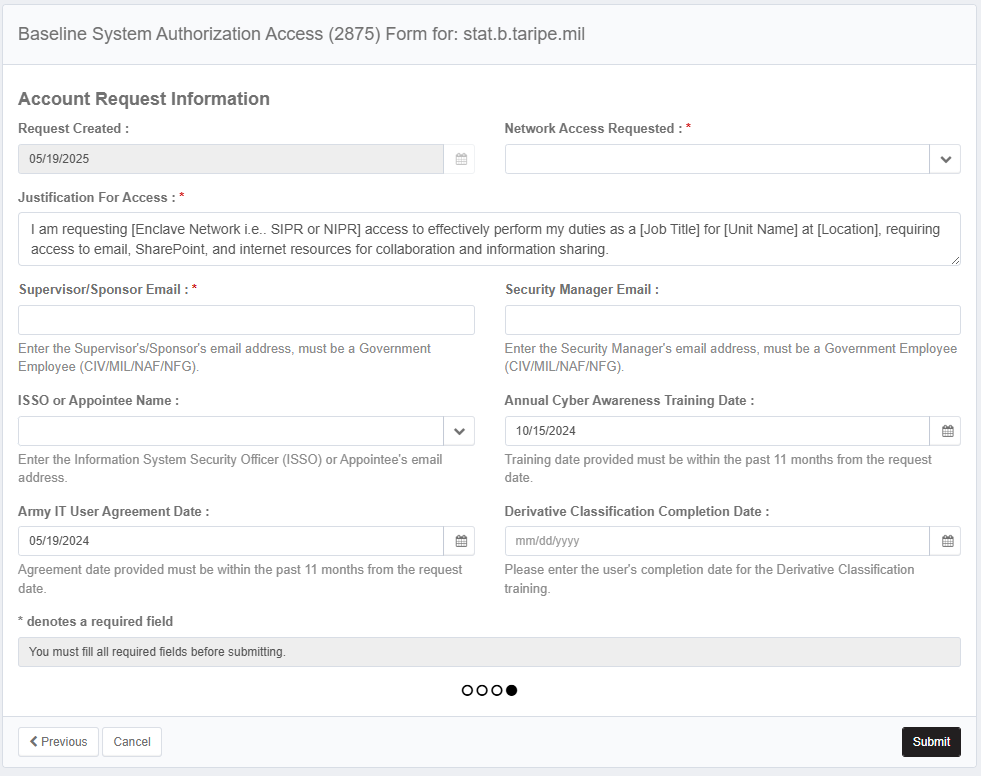 Baseline System Authorization Access (2875) Form for: stat.b.taripe.mil
Account Request Information
Request Created :
05/19/2025
Network Access Requested : *
Justification For Access : *
I am requesting [Enclave Network i.e.. SIPR or NIPR] access to effectively perform my duties as a [Job Title] for [Unit Name] at [Location], requiring
access to email, SharePoint, and internet resources for collaboration and information sharing.
Supervisor/Sponsor Email : *
Enter the Supervisor's/Sponsor's email address, must be a Government
Employee (CIV/MIL/NAF/NFG).
Security Manager Email :
Enter the Security Manager's email address, must be a Government Employee
(CIV/MIL/NAF/NFG).
ISSO or Appointee Name :
Enter the Information System Security Officer (ISSO) or Appointee's email
address.
Annual Cyber Awareness Training Date :
10/15/2024
Training date provided must be within the past 11 months from the request
date.
Army IT User Agreement Date :
05/19/2024
Agreement date provided must be within the past 11 months from the request
date.
Derivative Classification Completion Date :
mm/dd/yyyy
Please enter the user's completion date for the Derivative Classification
training.
* denotes a required field
You must fill all required fields before submitting.
Previous
Cancel
Submit